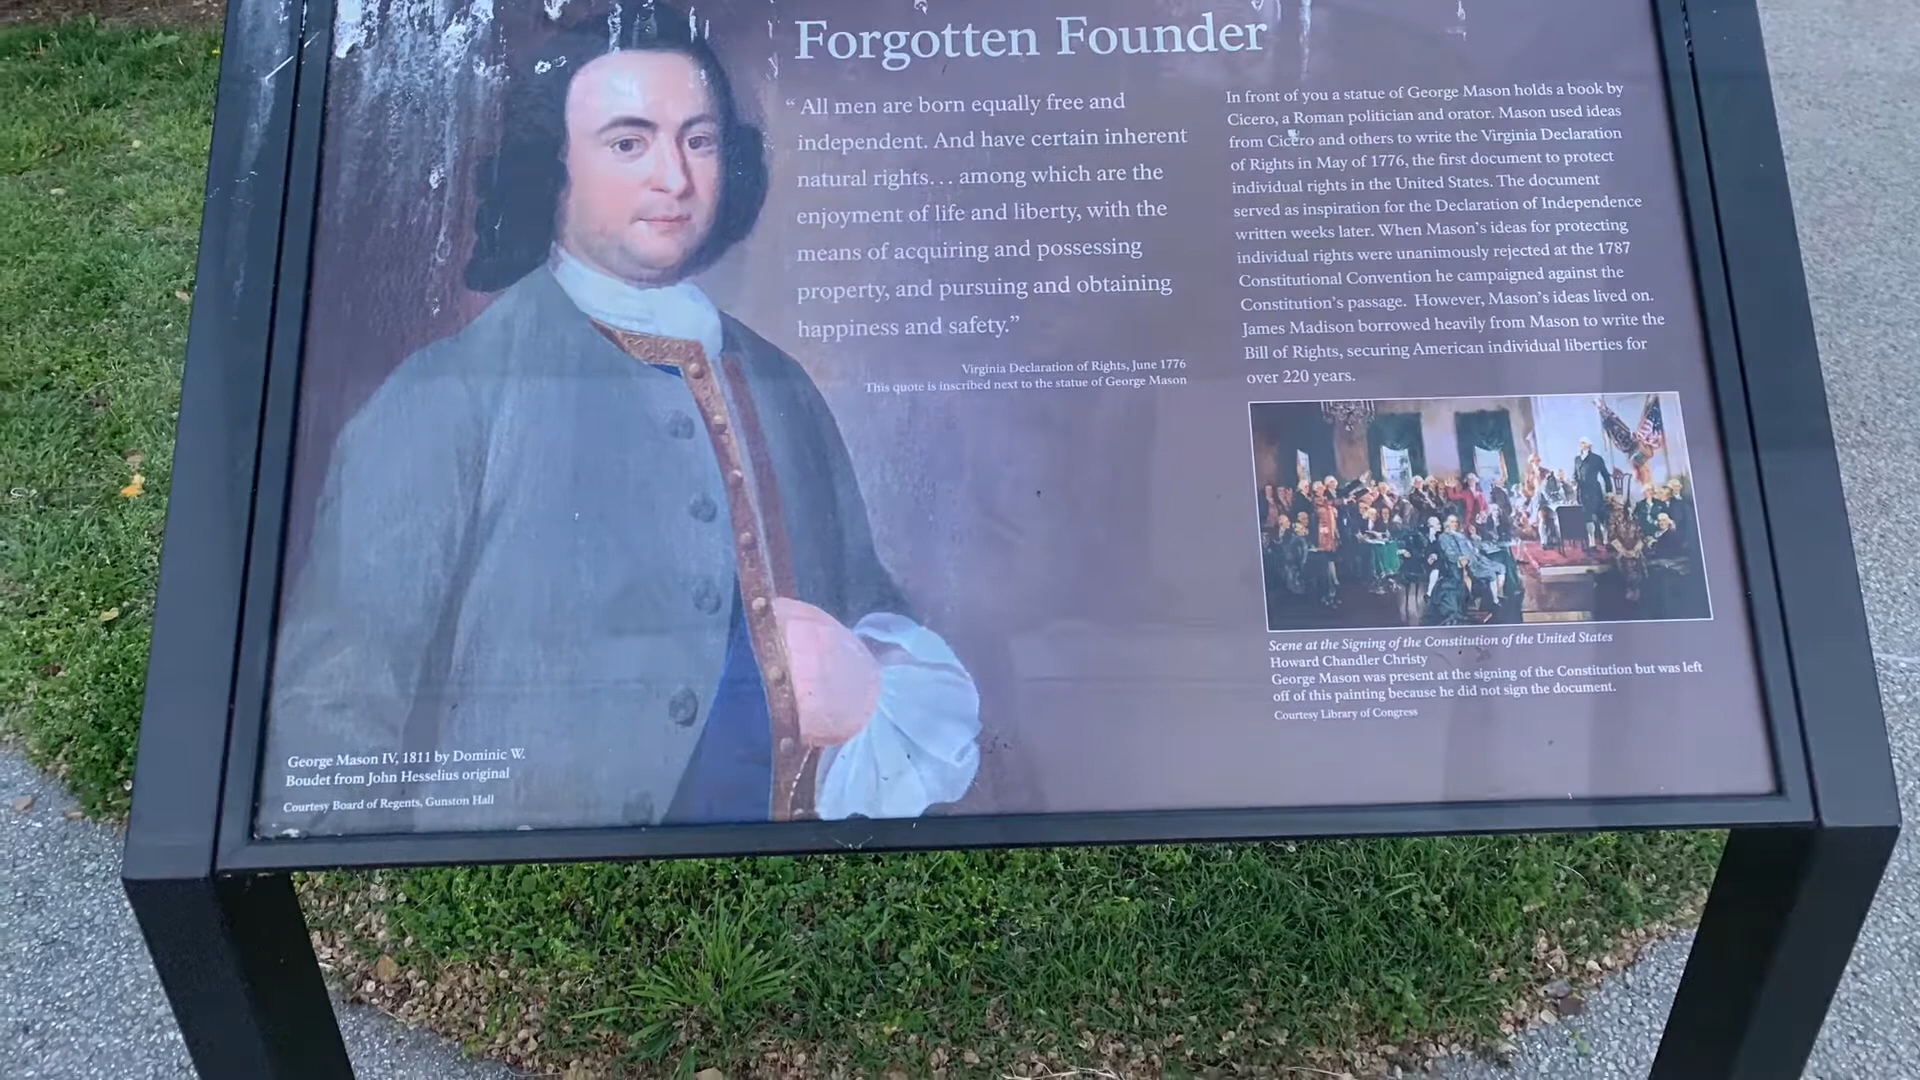 Forgotten Founder
“ All men are born equally free and
independent. And have certain inherent
natural rights... among which are the
enjoyment of life and liberty, with the
means of acquiring and possessing
property, and pursuing and obtaining
happiness and safety.”
Virginia Declaration of Rights, June 1776
This quote is inscribed next to the statue of George Mason
In front of you a statue of George Mason holds a book by
Cicero, a Roman politician and orator. Mason used ideas
from Cicero and others to write the Virginia Declaration
of Rights in May of 1776, the first document to protect
individual rights in the United States. The document
served as inspiration for the Declaration of Independence
written weeks later. When Mason’s ideas for protecting
individual rights were unanimously rejected at the 1787
Constitutional Convention he campaigned against the
Constitution’s passage. However, Mason’s ideas lived on.
James Madison borrowed heavily from Mason to write the
Bill of Rights, securing American individual liberties for
over 220 years.
Scene at the Signing of the Constitution of the United States
Howard Chandler Christy
George Mason was present at the signing of the Constitution but was left
off of this painting because he did not sign the document.
Courtesy Library of Congress
George Mason IV, 1811 by Dominic W.
Boudet from John Hesselius original
Courtesy Board of Regents, Gunston Hall